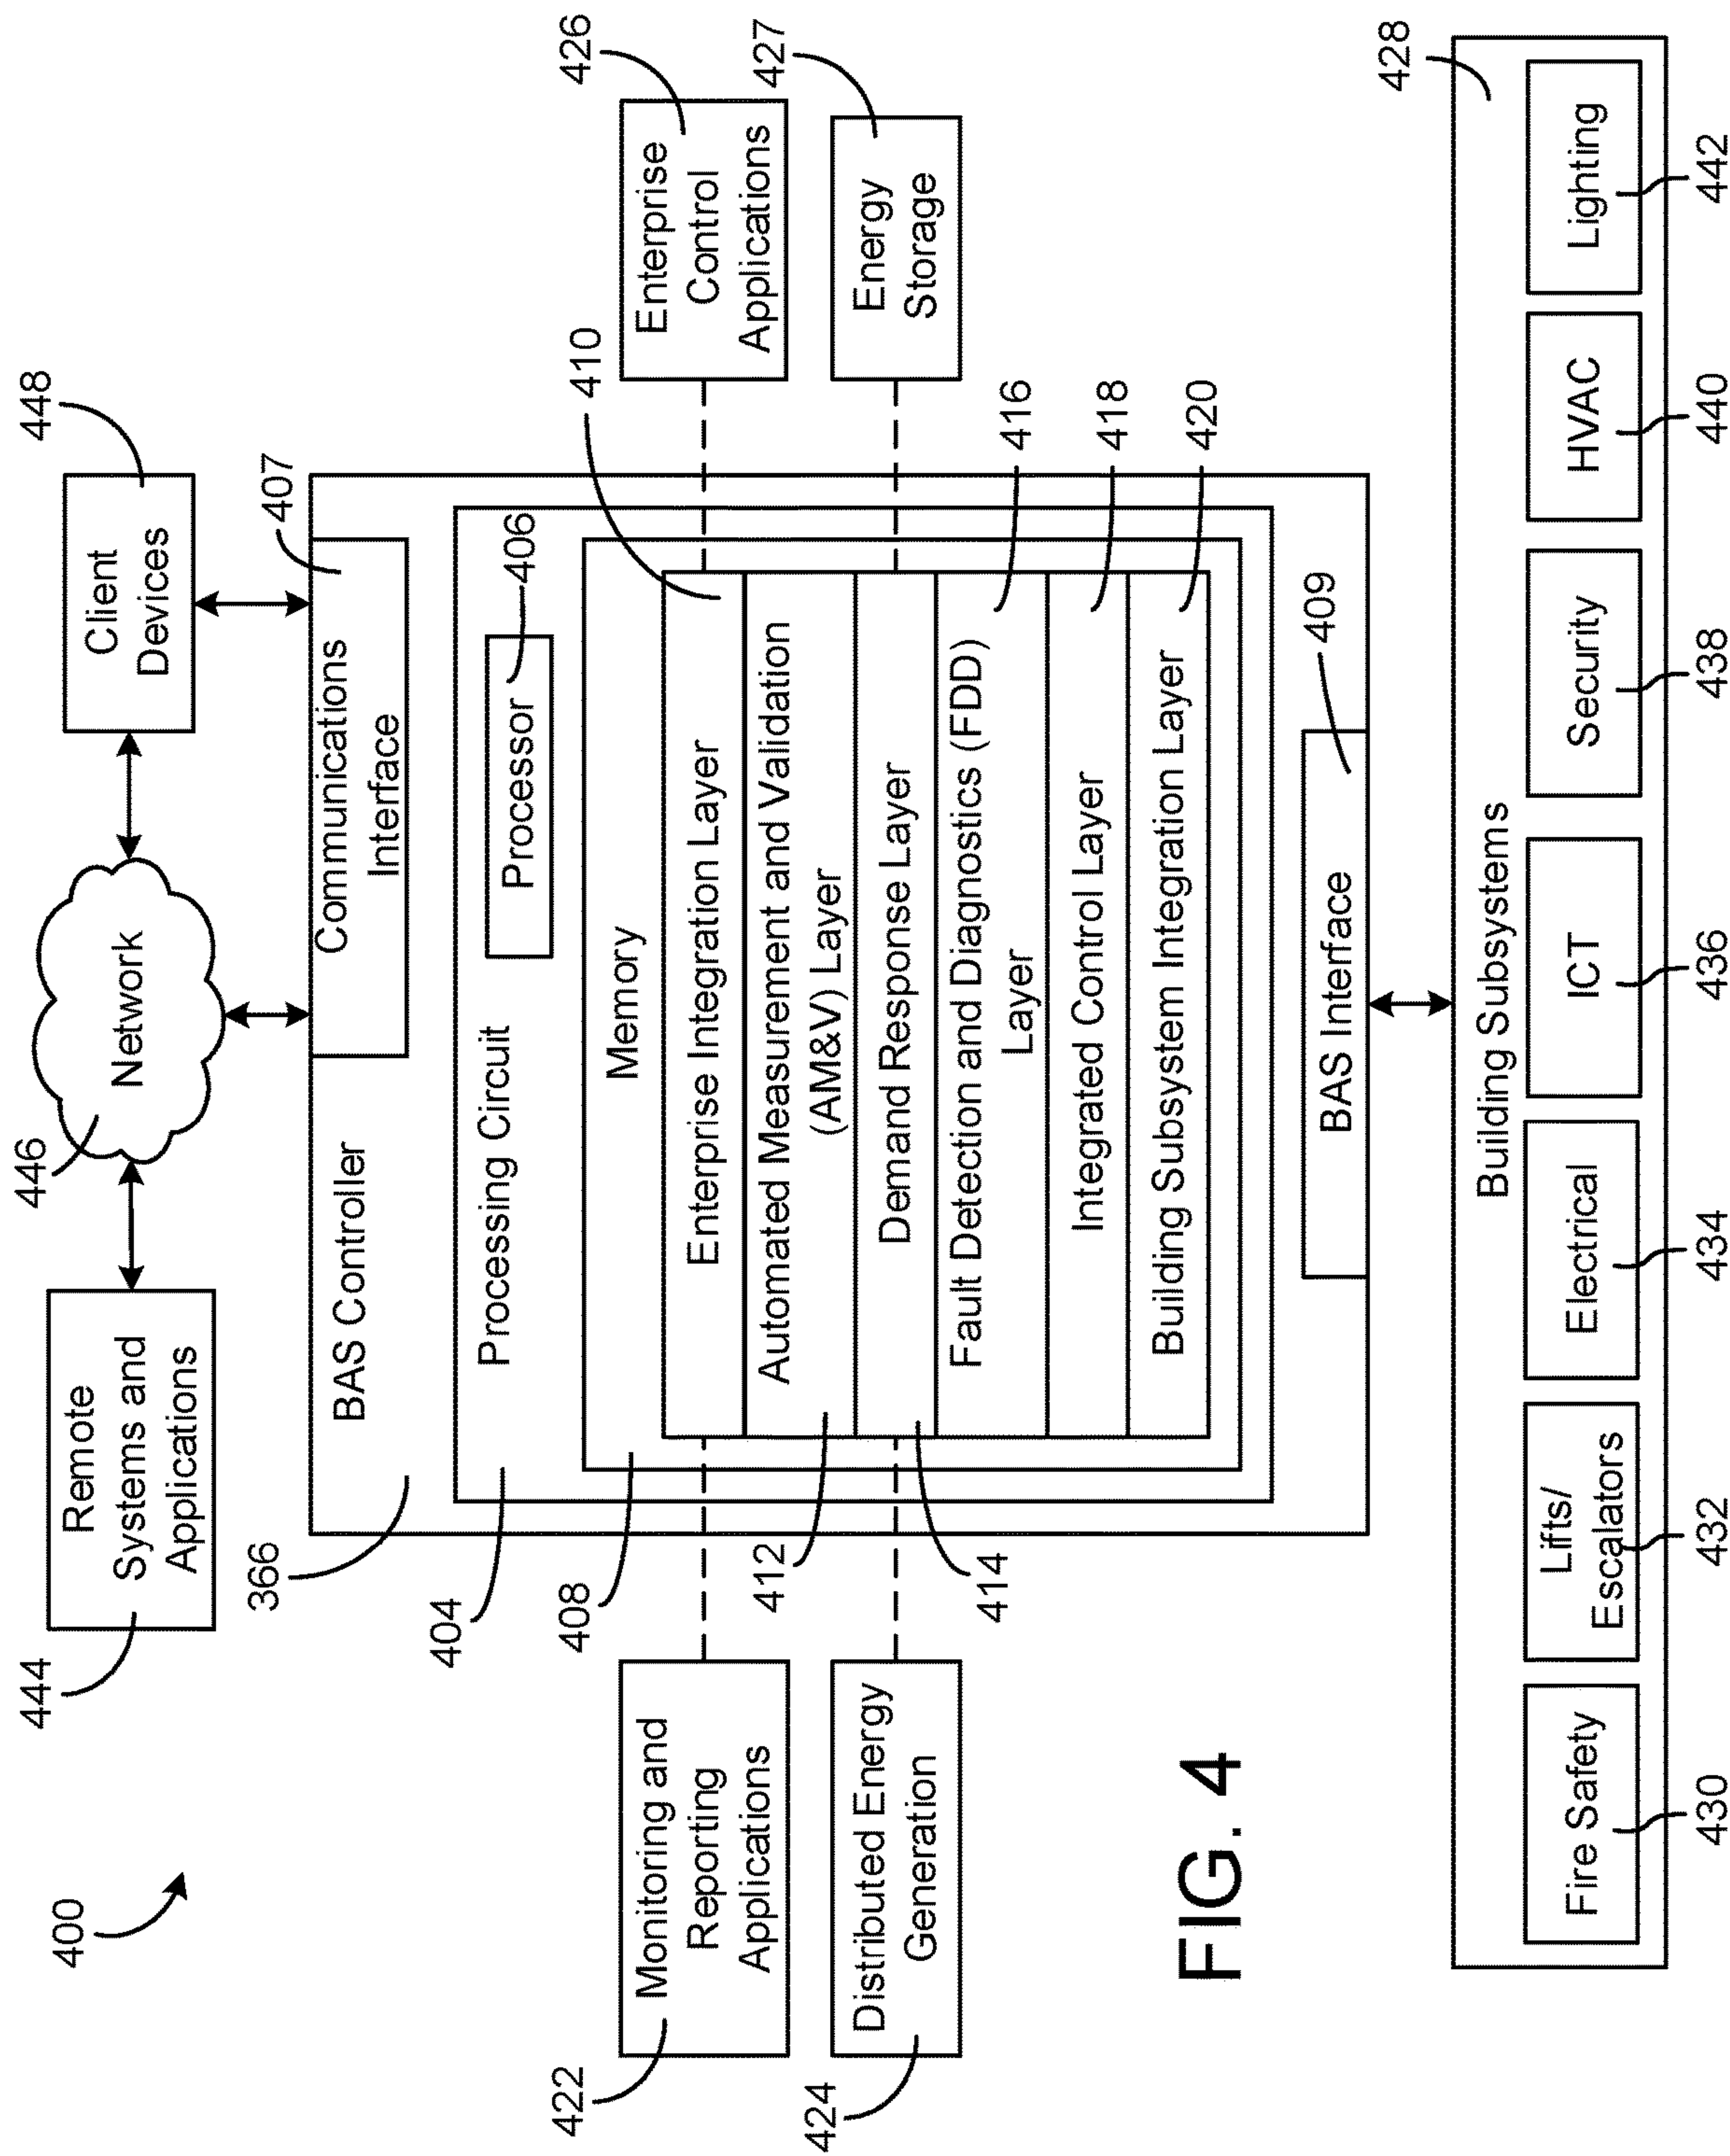 400
444
Remote
Systems and
Applications
446
Network
448
Client
Devices
366
BAS Controller
407
Communications
Interface
404
Processing Circuit
Processor
406
408
Memory
410
Enterprise Integration Layer
412
Automated Measurement and Validation
(AM&V) Layer
414
Demand Response Layer
416
Fault Detection and Diagnostics (FDD)
Layer
418
Integrated Control Layer
420
Building Subsystem Integration Layer
422
Monitoring and
Reporting
Applications
424
Distributed Energy
Generation
426
Enterprise
Control
Applications
427
Energy
Storage
409
BAS Interface
428
Building Subsystems
Fire Safety
Lifts/
Escalators
Electrical
ICT
Security
HVAC
Lighting
430
432
434
436
438
440
442
FIG. 4